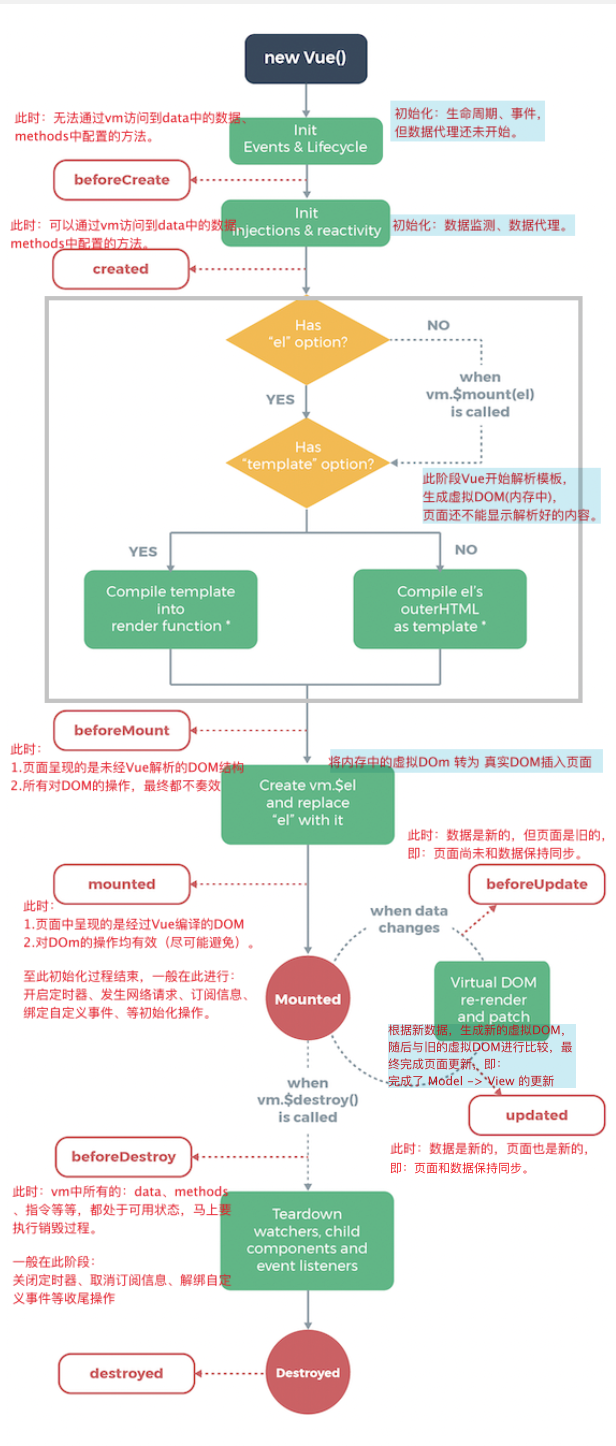 new Vue()
此时：无法通过vm访问到data中的数据、
methods中配置的方法。
Init
Events & Lifecycle
初始化：生命周期、事件，
但数据代理还未开始。
beforeCreate
此时：可以通过vm访问到data中的数据
methods中配置的方法。
Init
injections & reactivity
初始化：数据监测、数据代理。
created
Has
“el” option?
NO
when
vm.$mount(el)
is called
YES
Has
“template” option?
此阶段Vue开始解析模板，
生成虚拟DOM(内存中)，
页面还不能显示解析好的内容。
YES
NO
Compile template
into
render function *
Compile el’s
outerHTML
as template *
beforeMount
此时：
1.页面呈现的是未经Vue解析的DOM结构
2.所有对DOM的操作，最终都不奏效
将内存中的虚拟DOm 转为 真实DOM插入页面
Create vm.$el
and replace
“el” with it
此时：数据是新的，但页面是旧的，
即：页面尚未和数据保持同步。
mounted
beforeUpdate
此时：
1.页面中呈现的是经过Vue编译的DOM
2.对DOm的操作均有效（尽可能避免）。
至此初始化过程结束，一般在此进行：
开启定时器、发生网络请求、订阅信息、
绑定自定义事件、等初始化操作。
when data
changes
Mounted
Virtual DOM
re-render
and patch
根据新数据，生成新的虚拟DOM，
随后与旧的虚拟DOM进行比较，最
终完成页面更新，即：
完成了 Model -> View 的更新
when
vm.$destroy()
is called
updated
此时：数据是新的，页面也是新的，
即：页面和数据保持同步。
beforeDestroy
此时：vm中所有的：data、methods
、指令等等，都处于可用状态，马上要
执行销毁过程。
一般在此阶段：
关闭定时器、取消订阅信息、解绑自定
义事件等收尾操作
Teardown
watchers, child
components and
event listeners
destroyed
Destroyed